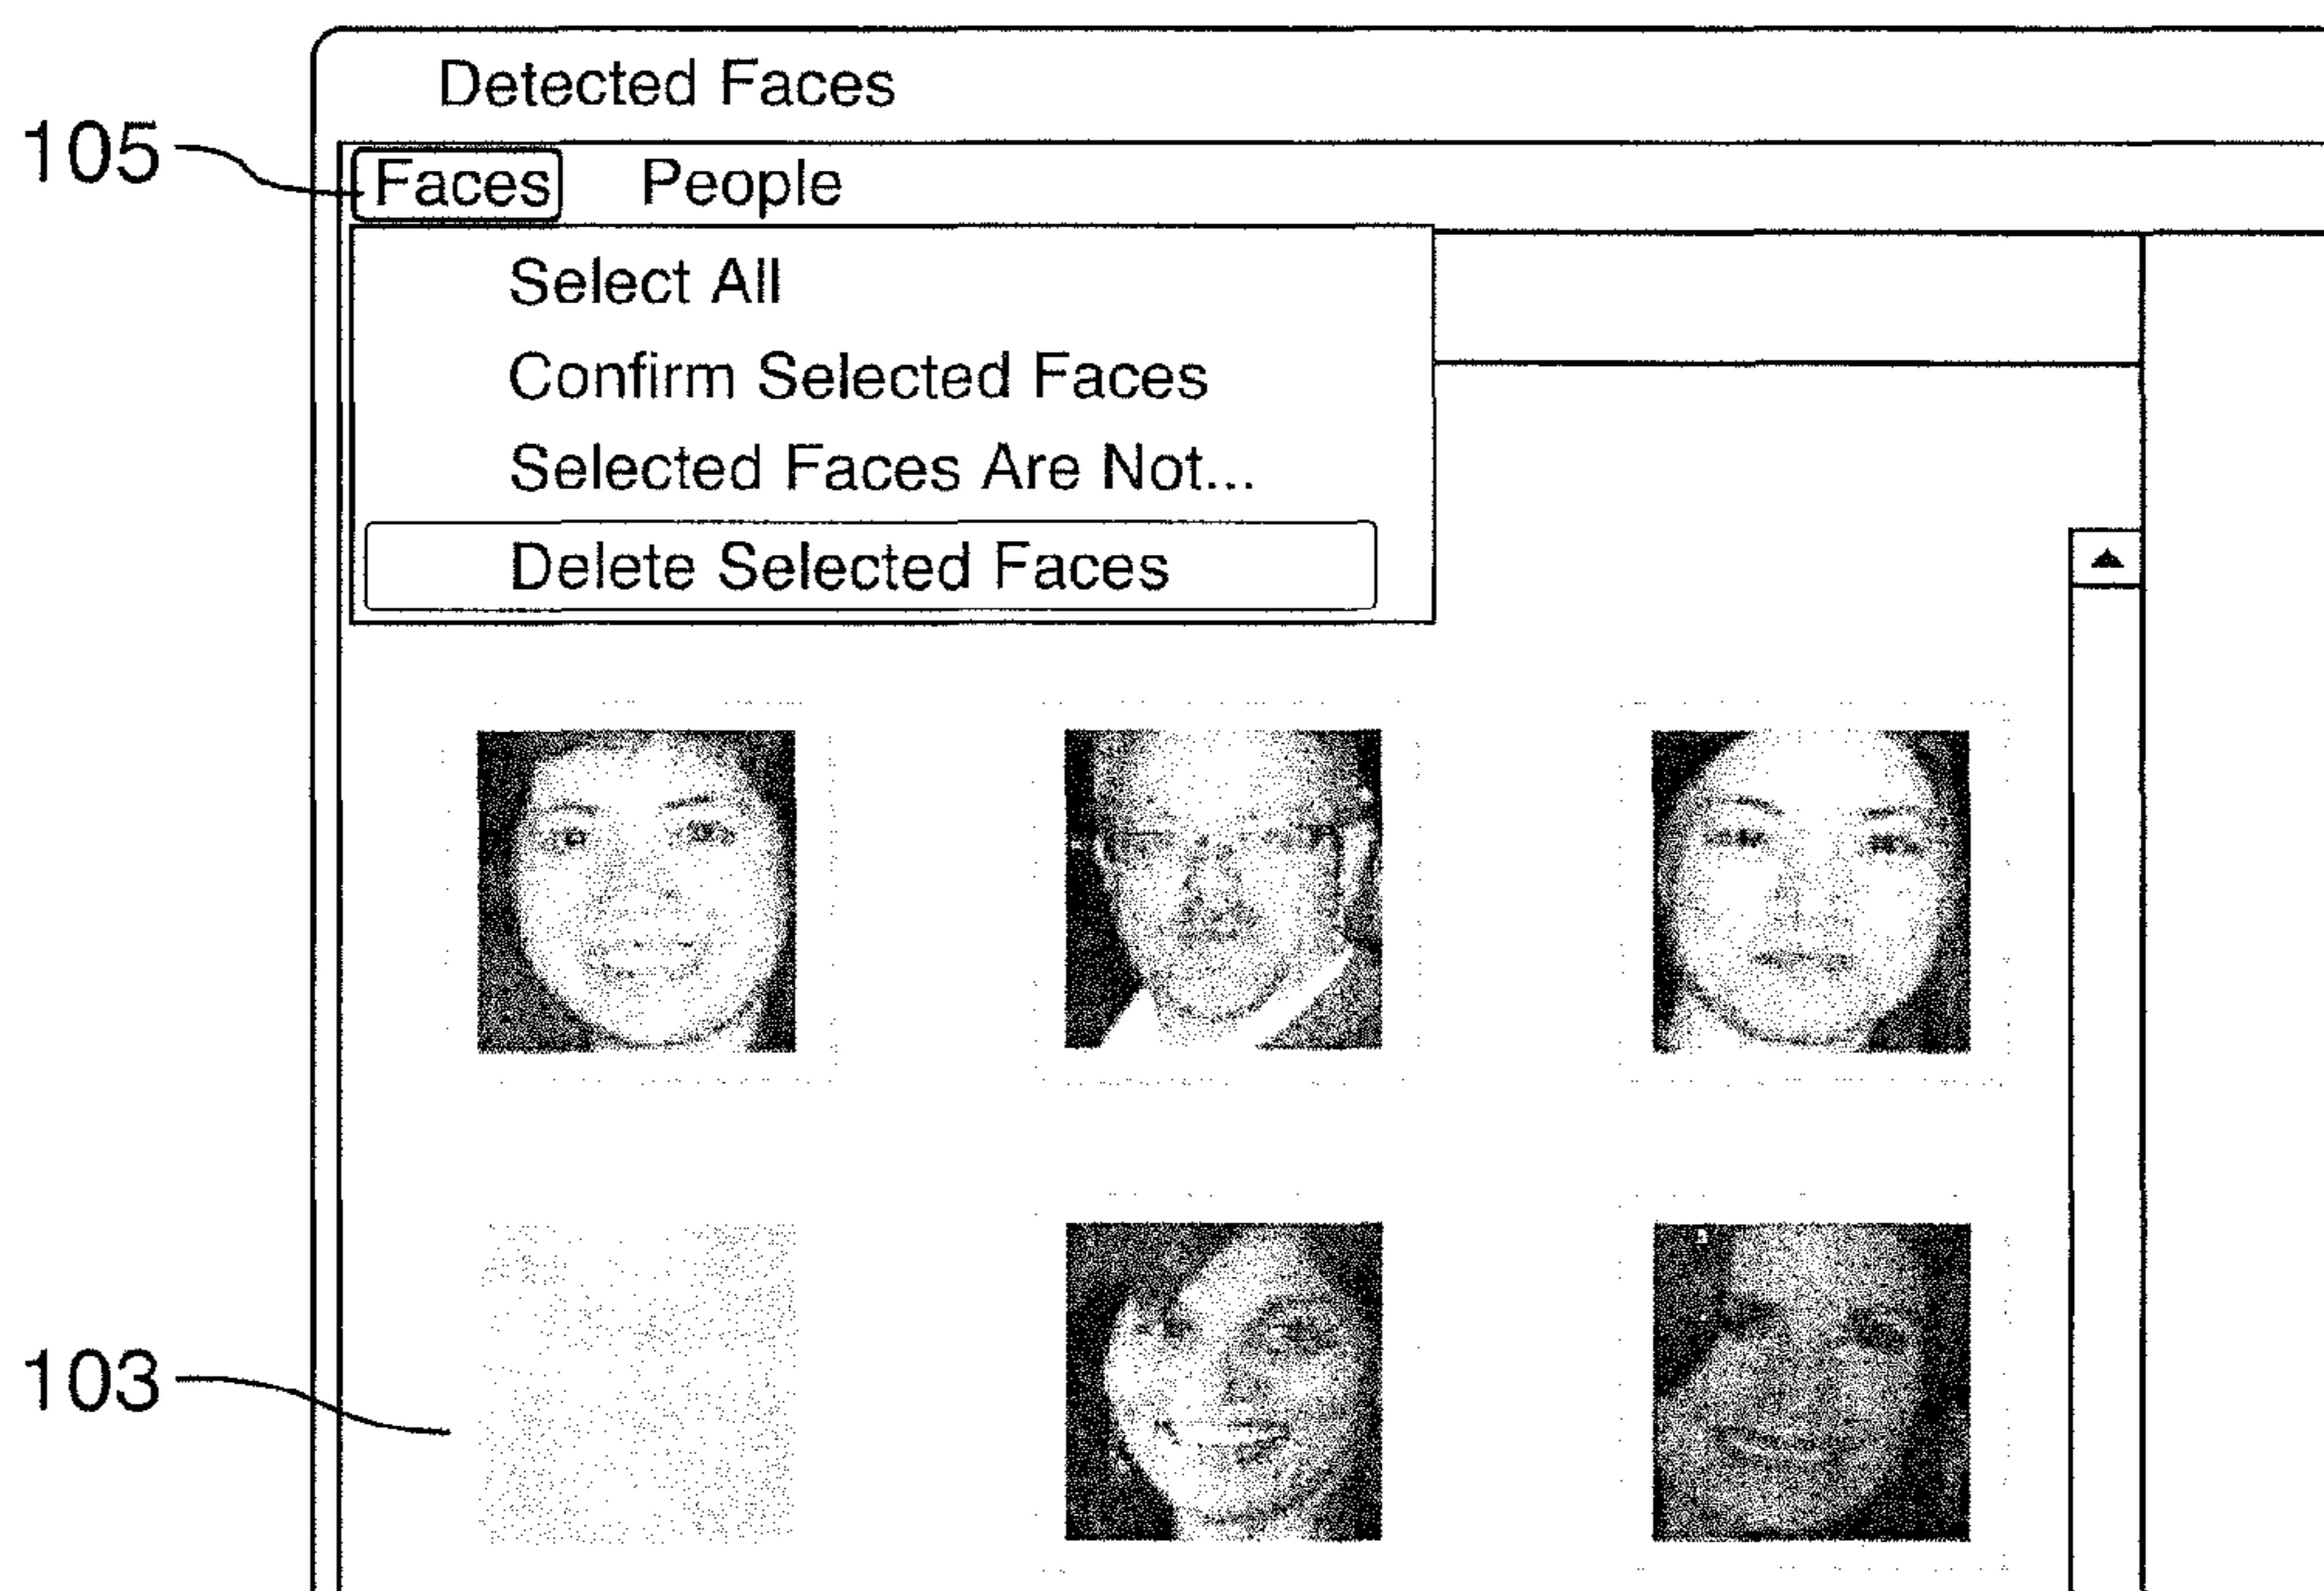 Detected Faces
105
Faces People
Select All
Confirm Selected Faces
Selected Faces Are Not...
Delete Selected Faces
103